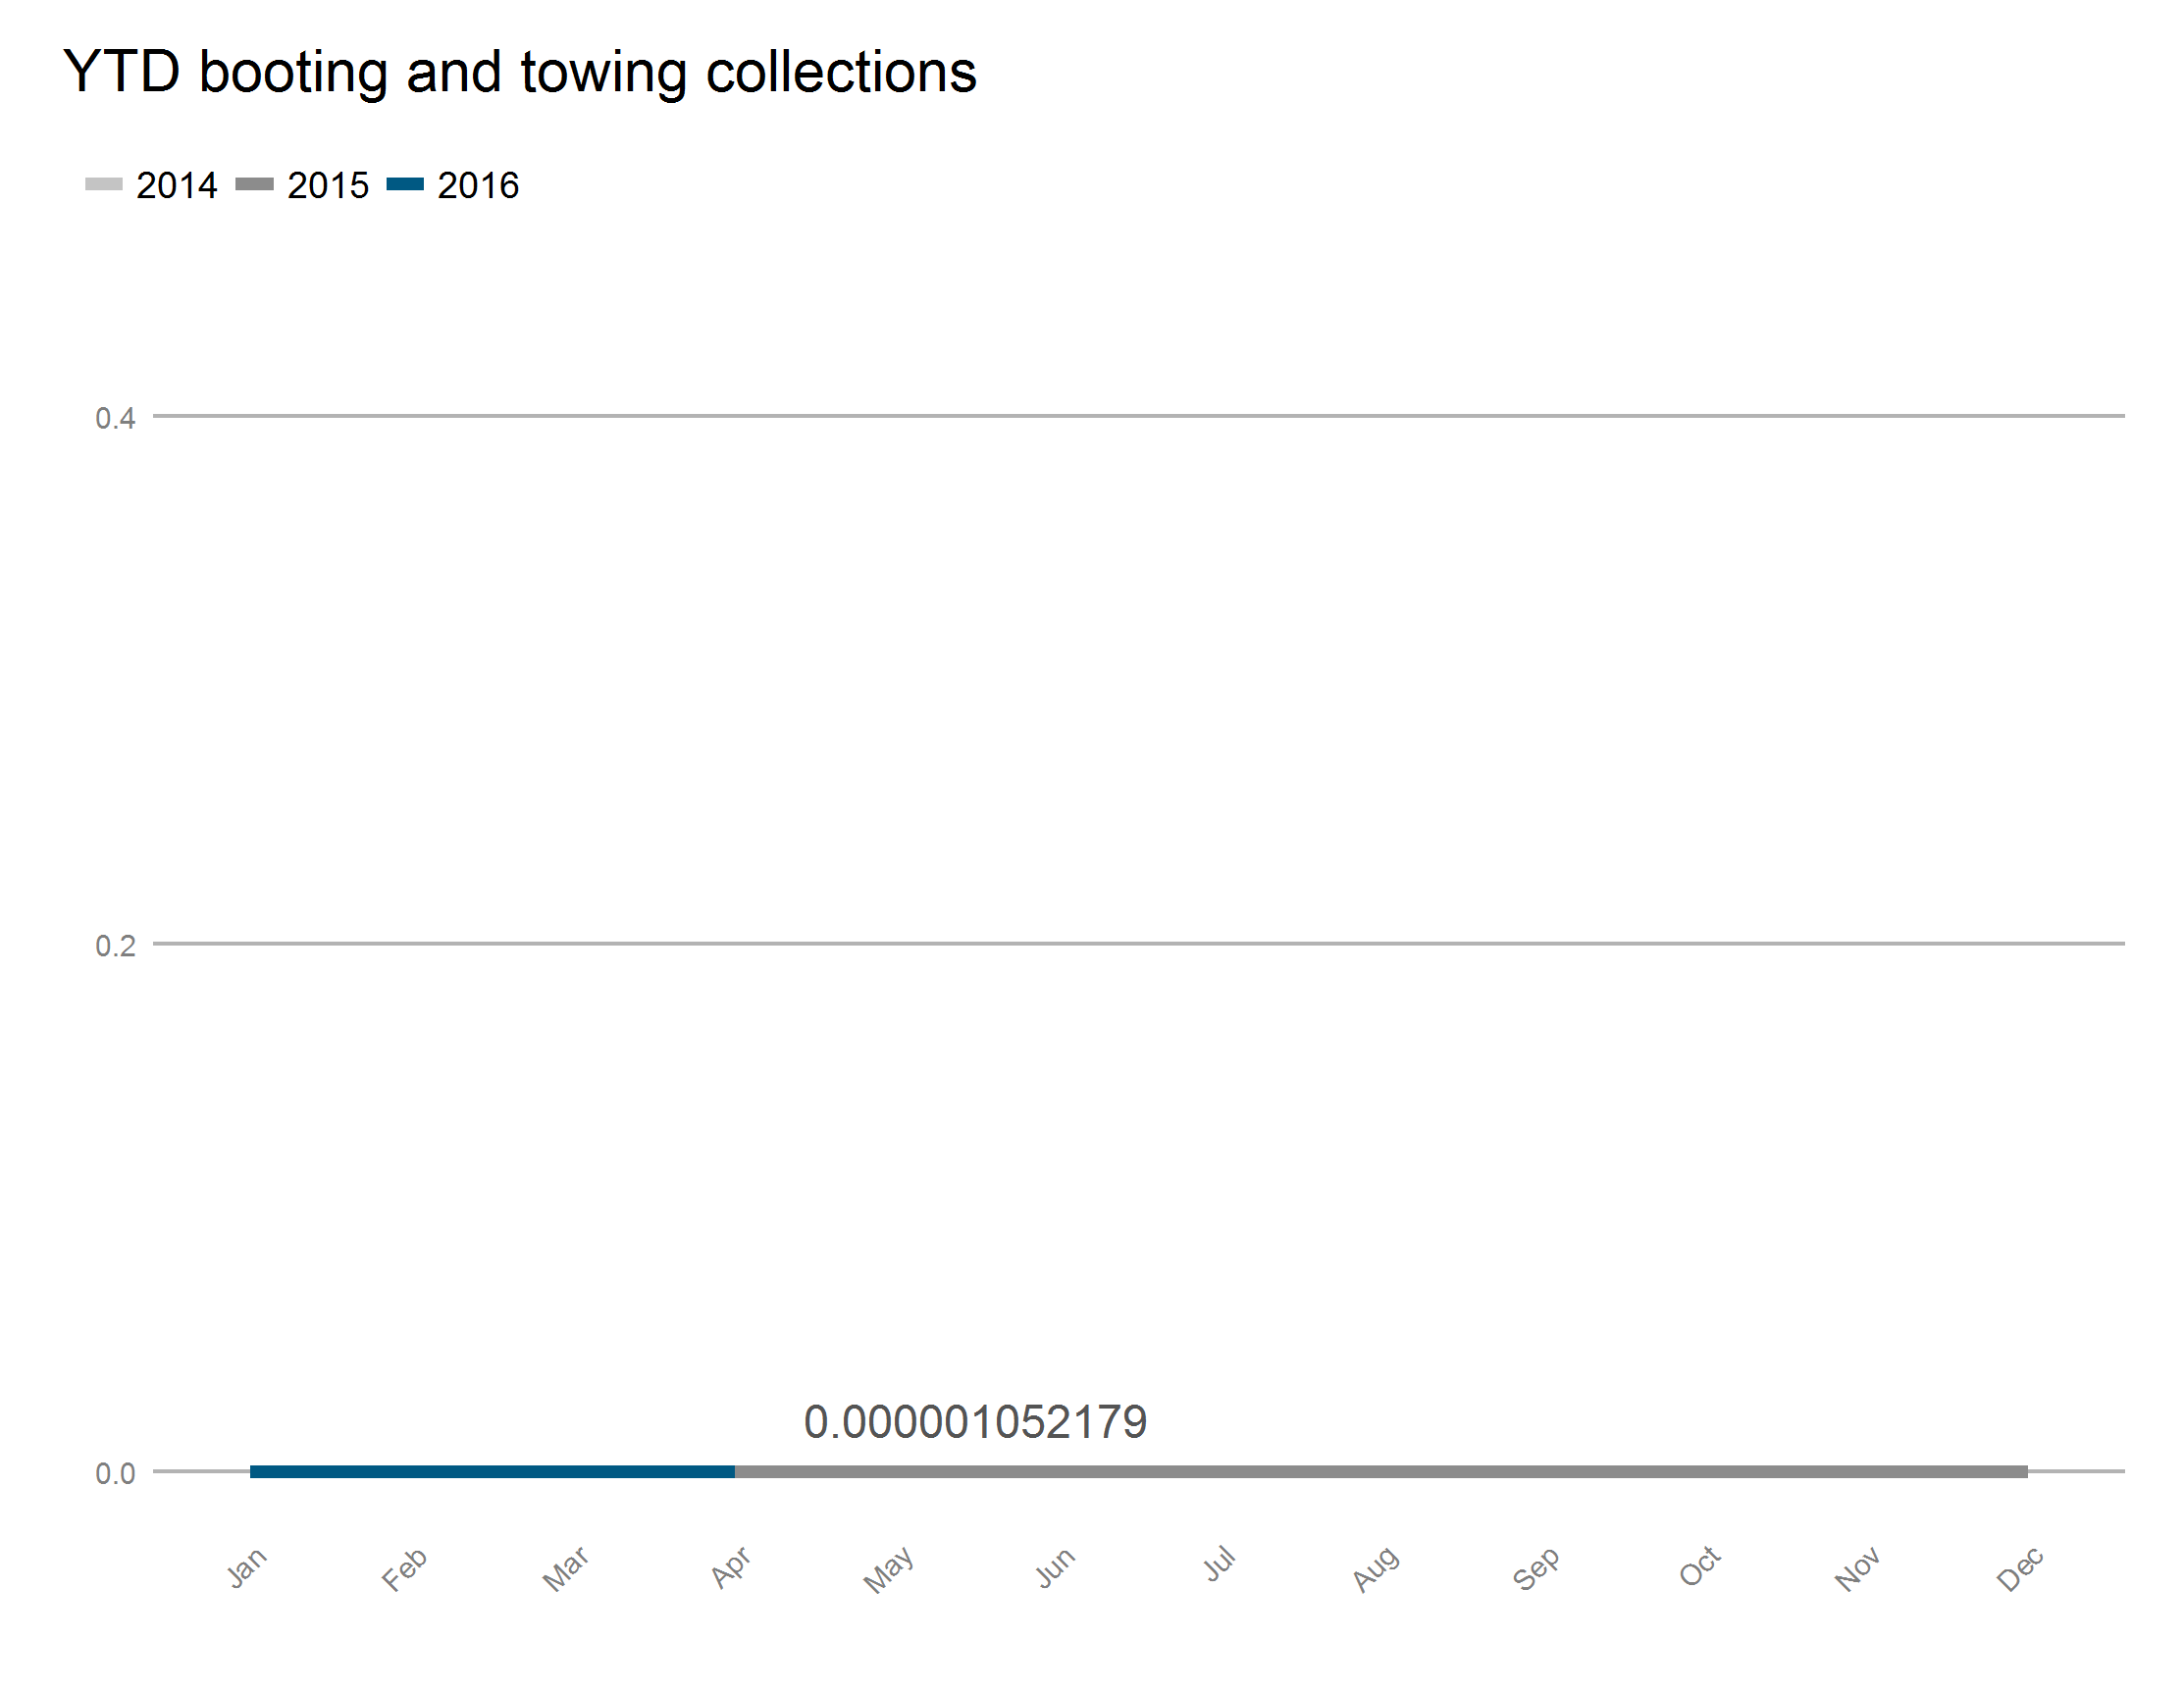 YTD booting and towing collections
2014 2015 2016
0.4
0.2
0.000001052179
0.0
Jan Feb Mar Apr May Jun Jul Aug Sep Oct Nov Dec